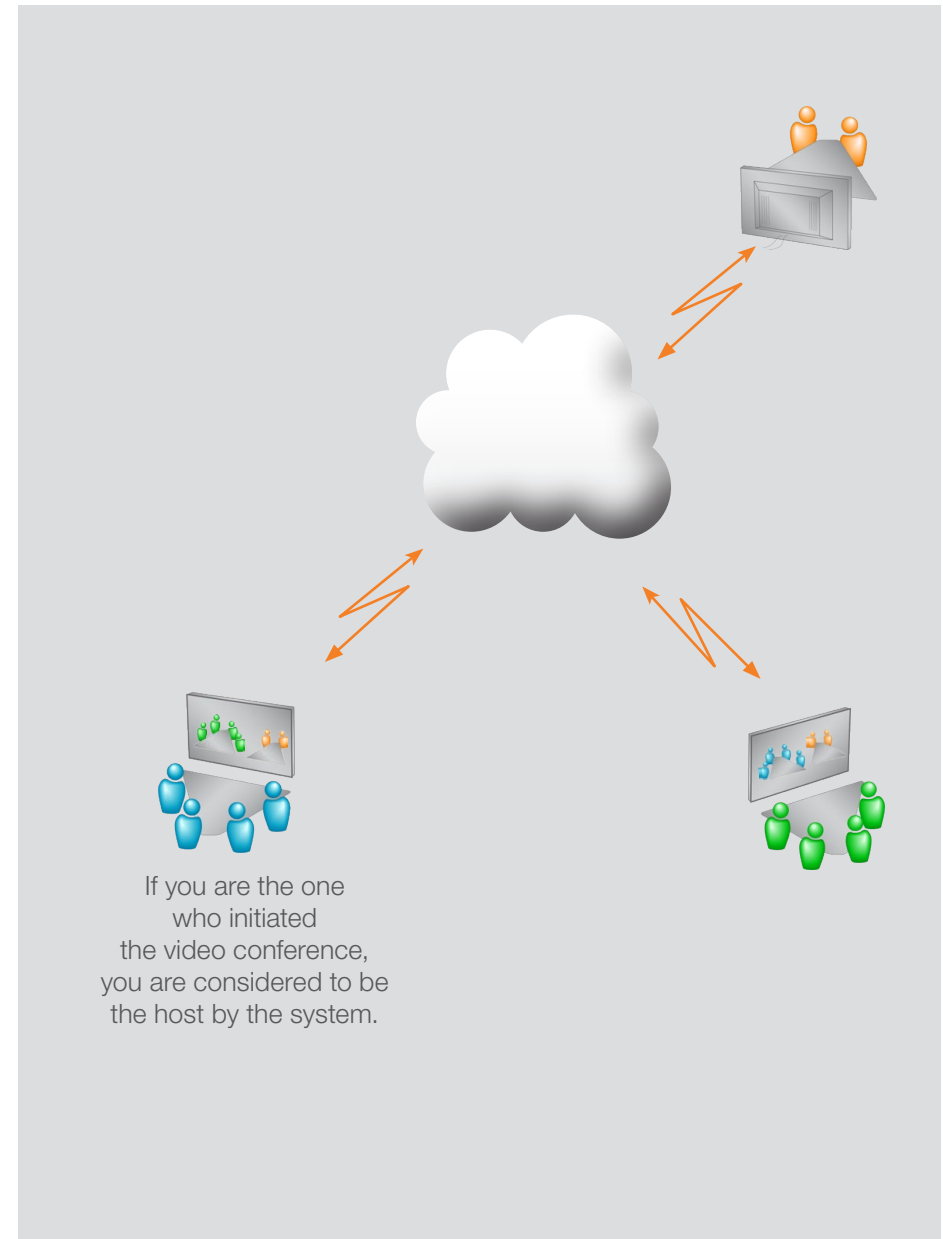 If you are the one
who initiated
the video conference,
you are considered to be
the host by the system.